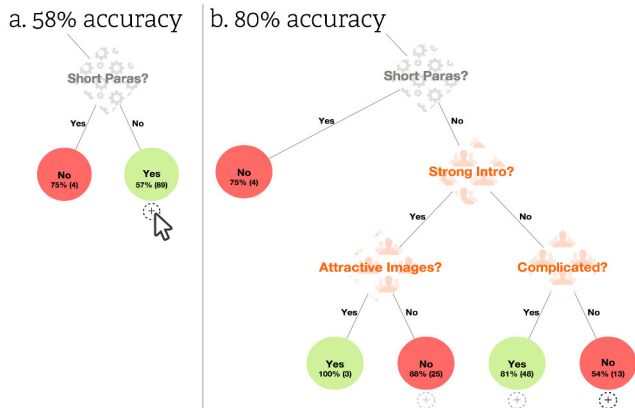 a. 58% accuracy
b. 80% accuracy
Short Paras?
Yes
No
No
75% (4)
Yes
57% (89)
Short Paras?
Yes
No
No
75% (4)
Strong Intro?
Yes
No
Attractive Images?
Complicated?
Yes
No
Yes
No
Yes
100% (3)
No
88% (25)
Yes
81% (48)
No
54% (13)